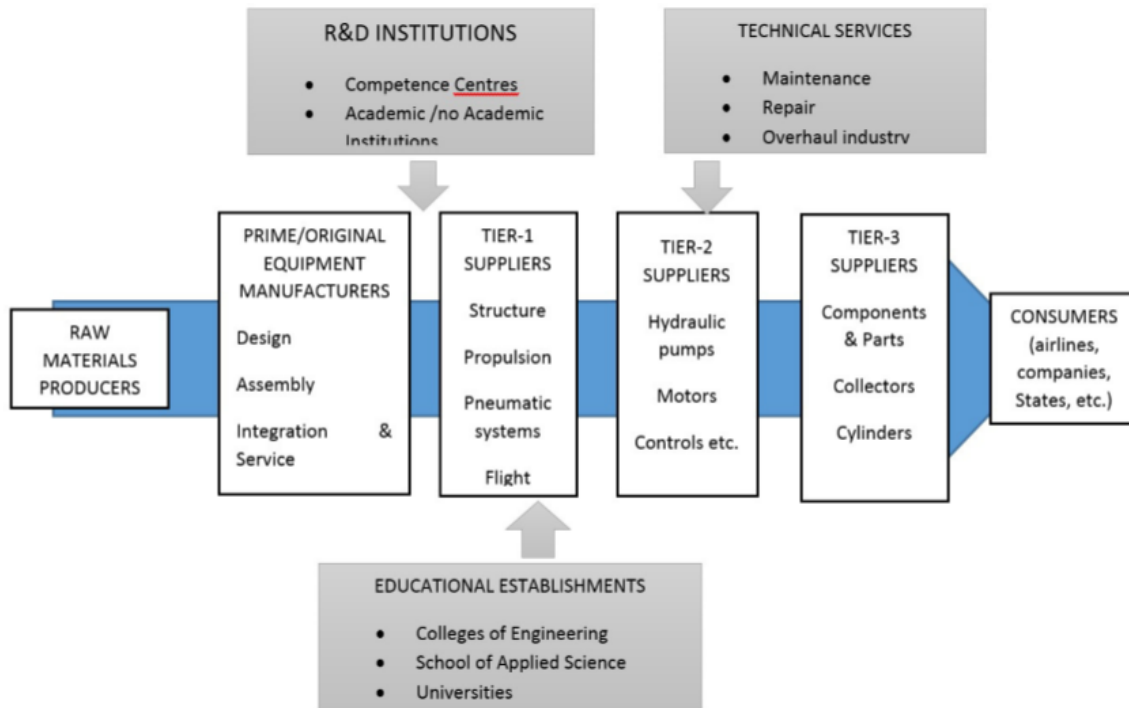 R&D INSTITUTIONS
• Competence Centres
• Academic /no Academic
Institutions
TECHNICAL SERVICES
• Maintenance
• Repair
• Overhaul industry
RAW
MATERIALS
PRODUCERS
PRIME/ORIGINAL
EQUIPMENT
MANUFACTURERS
Design
Assembly
Integration &
Service
TIER-1
SUPPLIERS
Structure
Propulsion
Pneumatic
systems
Flight
TIER-2
SUPPLIERS
Hydraulic
pumps
Motors
Controls etc.
TIER-3
SUPPLIERS
Components
& Parts
Collectors
Cylinders
CONSUMERS
(airlines,
companies,
States, etc.)
EDUCATIONAL ESTABLISHMENTS
• Colleges of Engineering
• School of Applied Science
• Universities